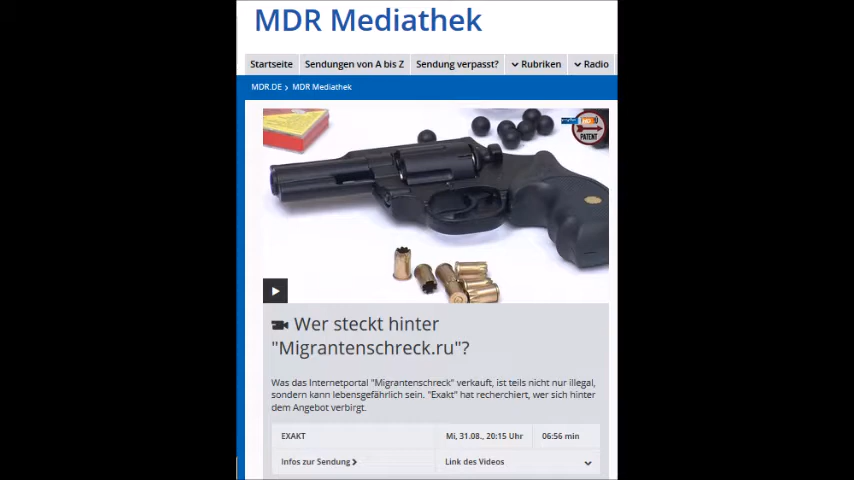 MDR Mediathek
Startseite
Sendungen von A bis Z
Sendung verpasst?
Rubriken
Radio
MDR.DE
MDR Mediathek
PATENT
Wer steckt hinter
"Migrantenschreck.ru"?
Was das Internetportal "Migrantenschreck" verkauft, ist teils nicht nur illegal,
sondern kann lebensgefährlich sein. "Exakt" hat recherchiert, wer sich hinter
dem Angebot verbirgt.
EXAKT
Mi, 31.08., 20:15 Uhr
06:56 min
Infos zur Sendung
Link des Videos